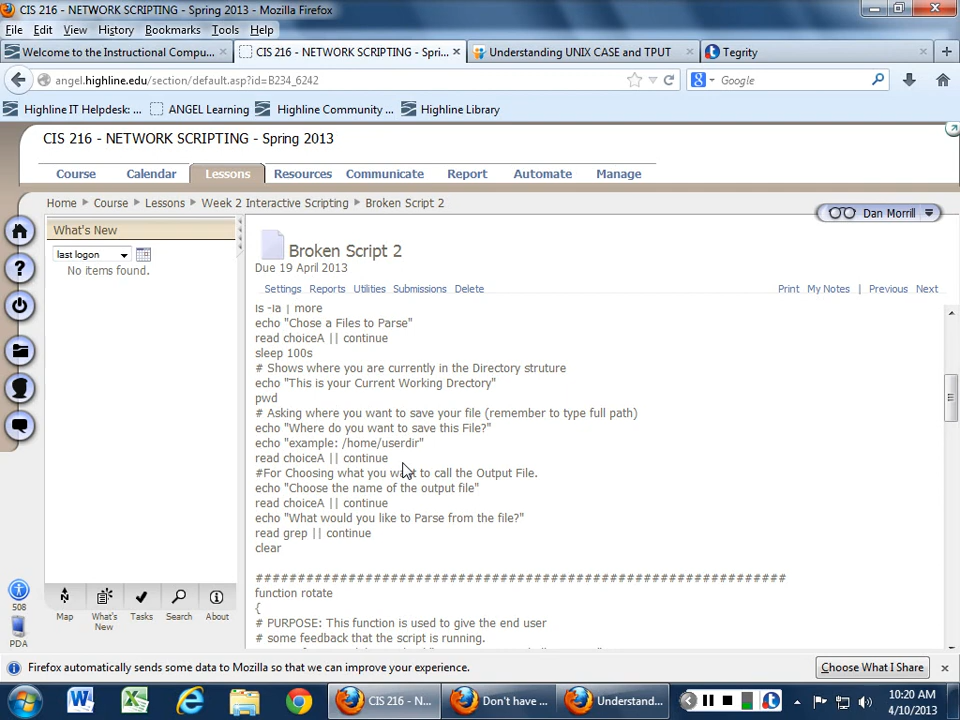 CIS 216 - NETWORK SCRIPTING - Spring 2013 - Mozilla Firefox
File Edit View History Bookmarks Tools Help
Welcome to the Instructional Compu...
CIS 216 - NETWORK SCRIPTING - Spri...
Understanding UNIX CASE and TPUT
Tegrity
angel.highline.edu/section/default.asp?id=B234_6242
Google
Highline IT Helpdesk: ... ANGEL Learning Highline Community ... Highline Library
CIS 216 - NETWORK SCRIPTING - Spring 2013
Course Calendar Lessons Resources Communicate Report Automate Manage
Home Course Lessons Week 2 Interactive Scripting Broken Script 2
Dan Morrill
What's New
last logon
No items found.
Broken Script 2
Due 19 April 2013
Settings Reports Utilities Submissions Delete
Print My Notes | Previous Next
ls -la | more
echo "Chose a Files to Parse"
read choiceA || continue
sleep 100s
# Shows where you are currently in the Directory struture
echo "This is your Current Working Drectory"
pwd
# Asking where you want to save your file (remember to type full path)
echo "Where do you want to save this File?"
echo "example: /home/userdir"
read choiceA || continue
#For Choosing what you want to call the Output File.
echo "Choose the name of the output file"
read choiceA || continue
echo "What would you like to Parse from the file?"
read grep || continue
clear
###############################################################
function rotate
{
# PURPOSE: This function is used to give the end user
# some feedback that the script is running.
508
PDA
Map What's New Tasks Search About
Firefox automatically sends some data to Mozilla so that we can improve your experience.
Choose What I Share
CIS 216 - N...
Don't have ...
Understand...
10:20 AM
4/10/2013